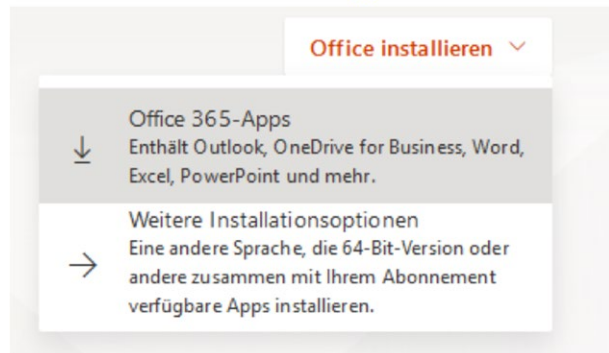 Office installieren
Office 365-Apps
Enthält Outlook, OneDrive for Business, Word,
Excel, PowerPoint und mehr.
Weitere Installationsoptionen
Eine andere Sprache, die 64-Bit-Version oder
andere zusammen mit Ihrem Abonnement
verfügbare Apps installieren.